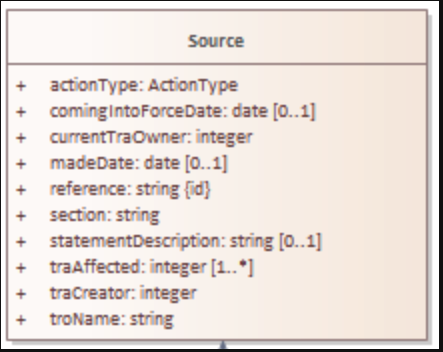 Source
+ actionType: ActionType
+ comingIntoForceDate: date [0..1]
+ currentTraOwner: integer
+ madeDate: date [0..1]
+ reference: string {id}
+ section: string
+ statementDescription: string [0..1]
+ traAffected: integer [1..*]
+ traCreator: integer
+ troName: string